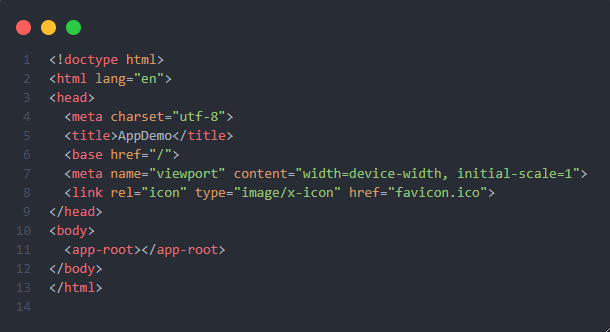 1 <!doctype html>
2 <html lang="en">
3 <head>
4   <meta charset="utf-8">
5   <title>AppDemo</title>
6   <base href="/">
7   <meta name="viewport" content="width=device-width, initial-scale=1">
8   <link rel="icon" type="image/x-icon" href="favicon.ico">
9 </head>
10 <body>
11   <app-root></app-root>
12 </body>
13 </html>
14